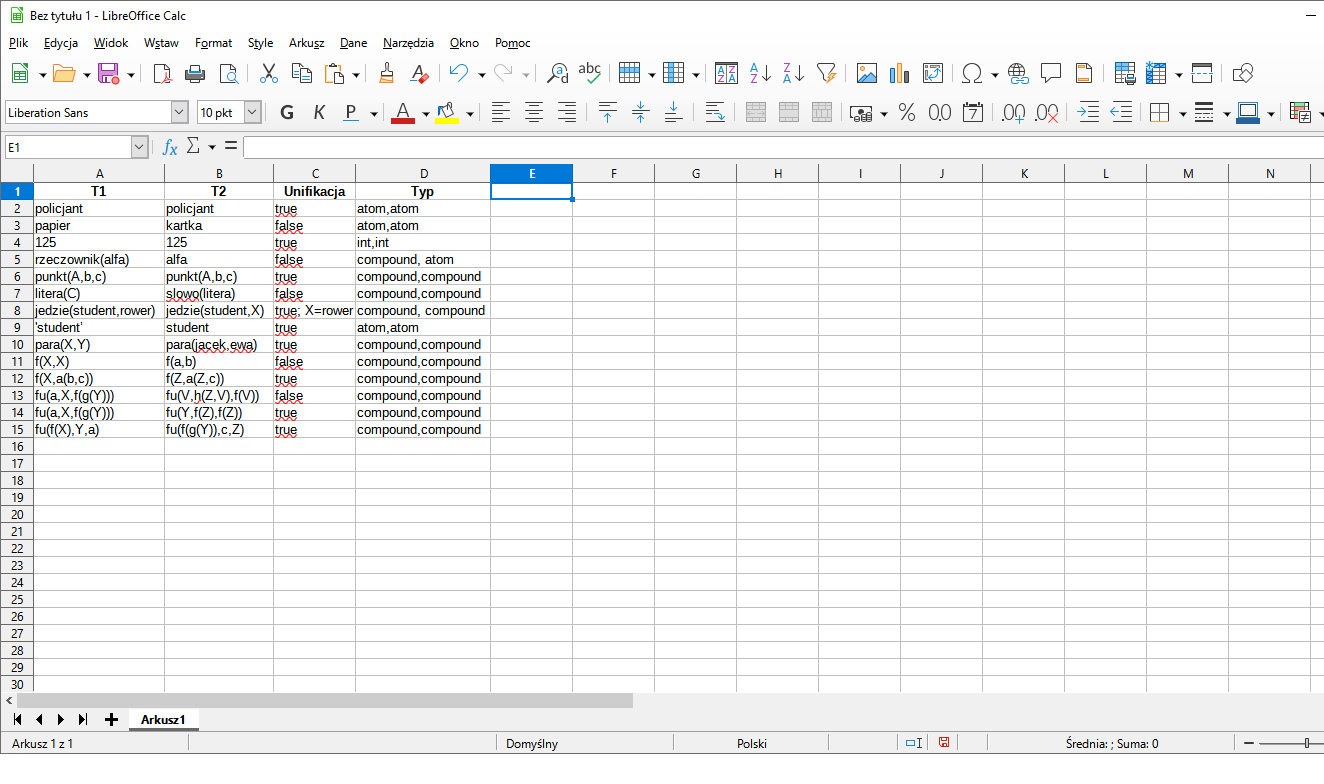 Bez tytułu 1 - LibreOffice Calc
Plik Edycja Widok Wstaw Format Style Arkusz Dane Narzędzia Okno Pomoc
Liberation Sans 10 pkt G K P A % 0.0 7 .00 0.00
E1 fx Σ =
A B C D E F G H I J K L M N
1 T1 T2 Unifikacja Typ
2 policjant policjant true atom,atom
3 papier kartka false atom,atom
4 125 125 true int,int
5 rzeczownik(alfa) alfa false compound, atom
6 punkt(A,b,c) punkt(A,b,c) true compound,compound
7 litera(C) slowo(litera) false compound,compound
8 jedzie(student,rower) jedzie(student,X) true; X=rower compound, compound
9 'student' student true atom,atom
10 para(X,Y) para(jacek,ewa) true compound,compound
11 f(X,X) f(a,b) false compound,compound
12 f(X,a(b,c)) f(Z,a(Z,c)) true compound,compound
13 fu(a,X,f(g(Y))) fu(V,h(Z,V),f(V)) false compound,compound
14 fu(a,X,f(g(Y))) fu(Y,f(Z),f(Z)) true compound,compound
15 fu(f(X),Y,a) fu(f(g(Y)),c,Z) true compound,compound
16
17
18
19
20
21
22
23
24
25
26
27
28
29
30
Arkusz1
Arkusz 1 z 1 Domyślny Polski Średnia: ; Suma: 0